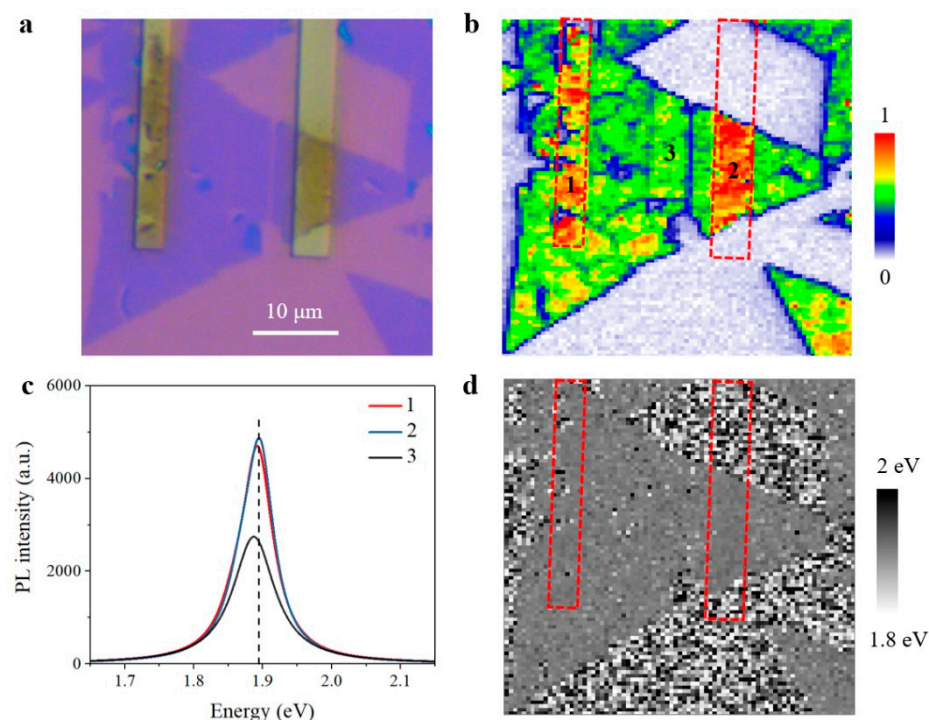 a
10 μm
b
1
2
3
1
0
c
6000
4000
2000
0
PL intensity (a.u.)
1
2
3
1.7
1.8
1.9
2.0
2.1
Energy (eV)
d
2 eV
1.8 eV